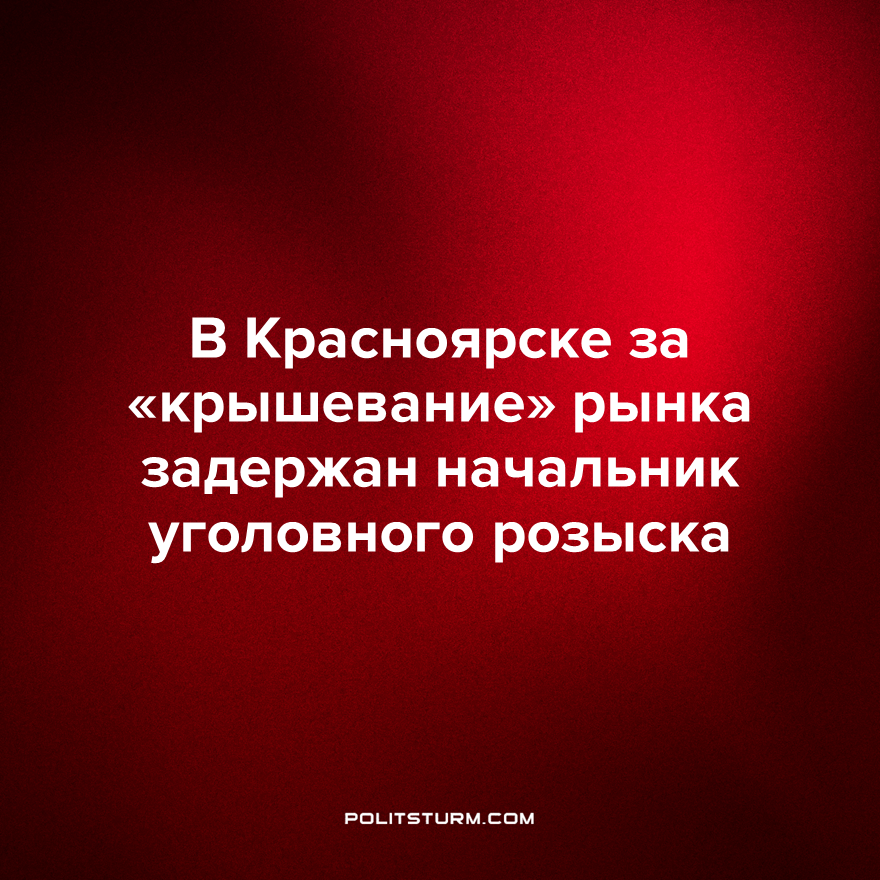 В Красноярске за
«крышевание» рынка
задержан начальник
уголовного розыска
POLITSTURM.COM